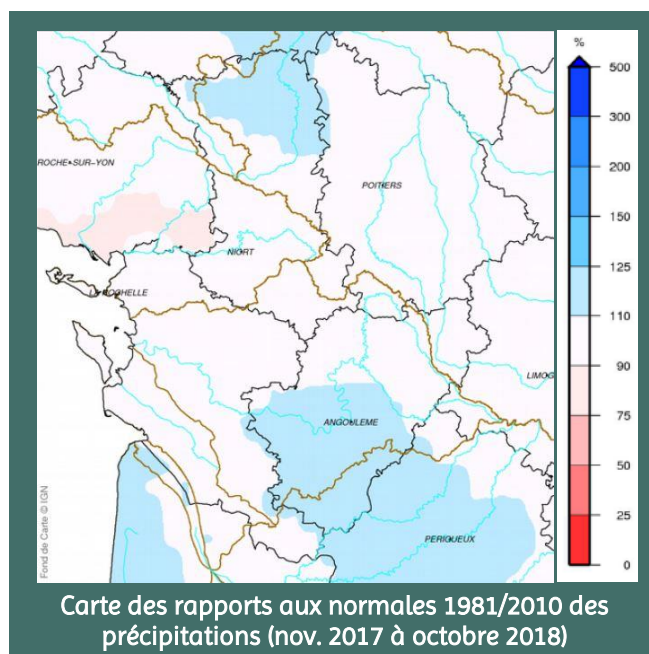 %
500
300
200
150
125
110
90
75
50
25
0
ROCHE-SUR-YON
POITIERS
NIORT
LA ROCHELLE
LIMOG
ANGOULEME
PERIGUEUX
Fond de Carte © IGN
Carte des rapports aux normales 1981/2010 des
précipitations (nov. 2017 à octobre 2018)